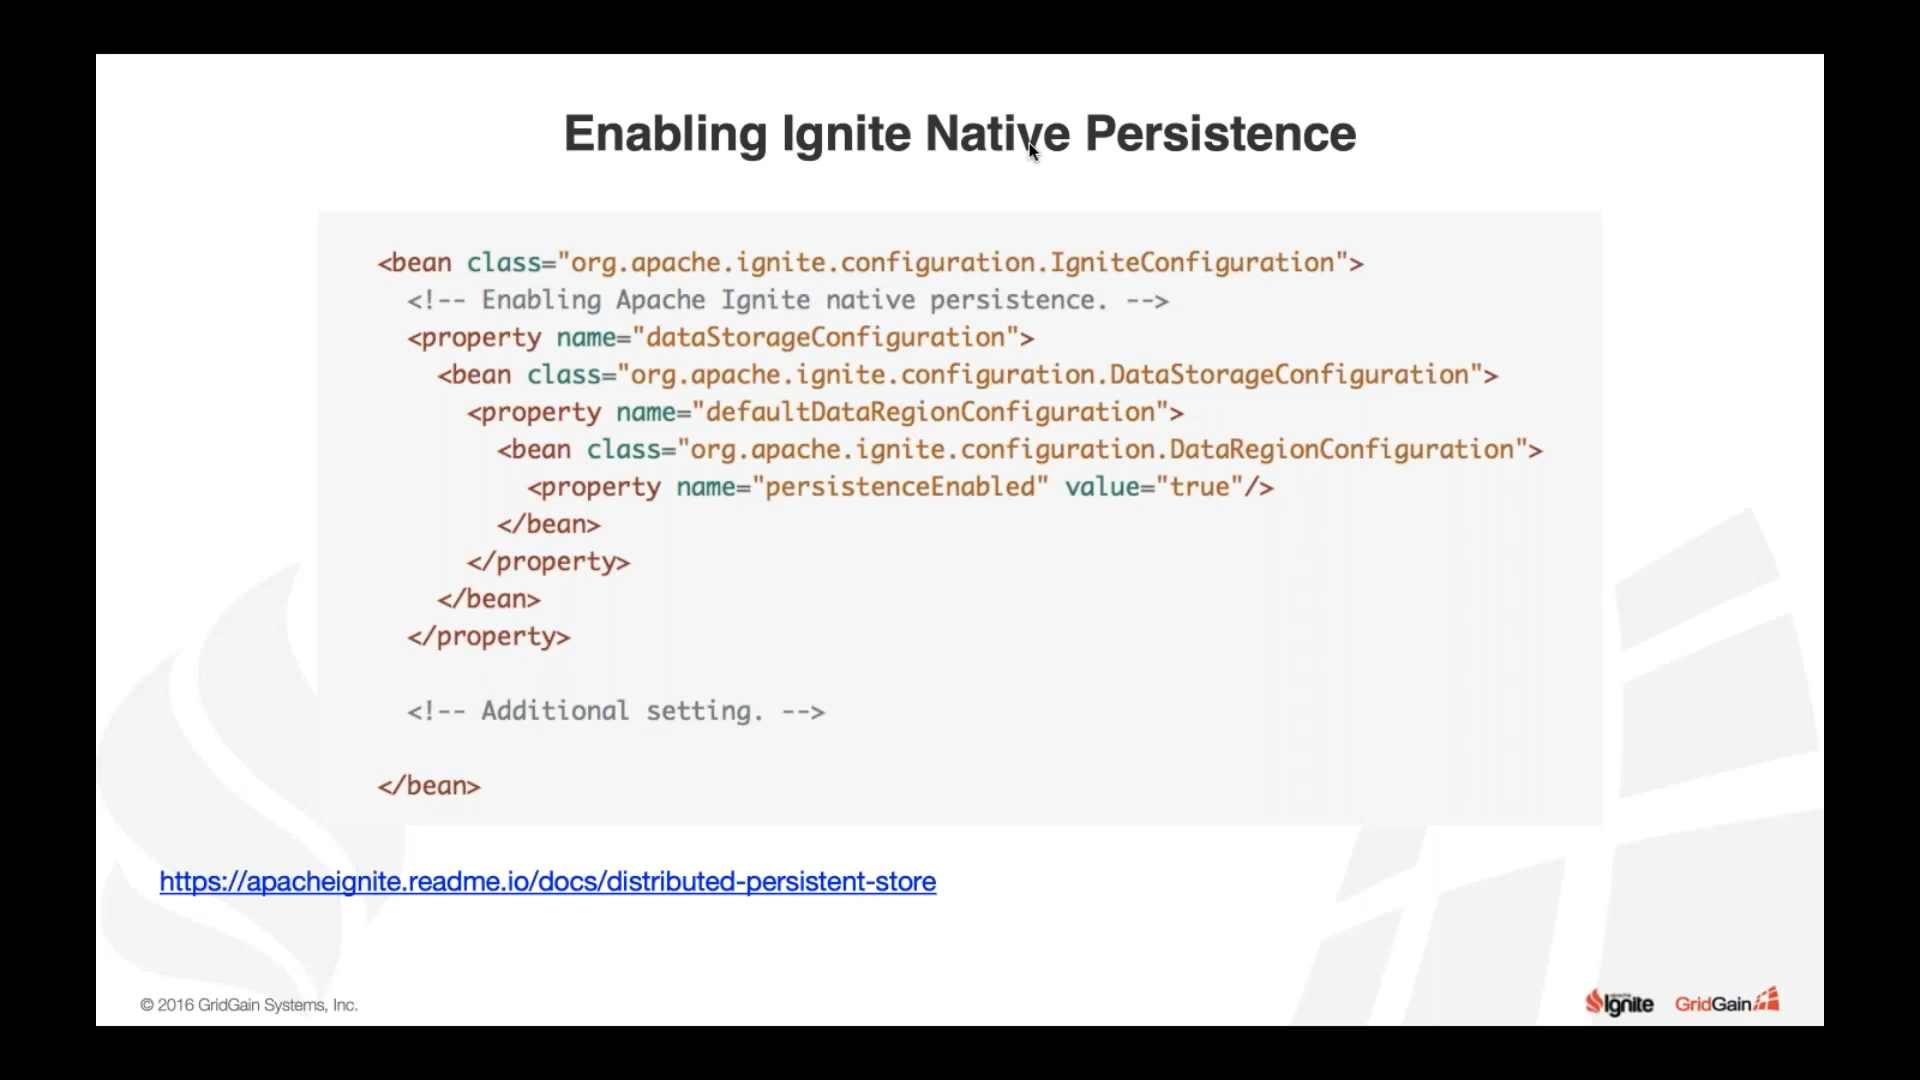 Enabling Ignite Native Persistence
<bean class="org.apache.ignite.configuration.IgniteConfiguration">
<!-- Enabling Apache Ignite native persistence. -->
<property name="dataStorageConfiguration">
<bean class="org.apache.ignite.configuration.DataStorageConfiguration">
<property name="defaultDataRegionConfiguration">
<bean class="org.apache.ignite.configuration.DataRegionConfiguration">
<property name="persistenceEnabled" value="true"/>
</bean>
</property>
</bean>
</property>
<!-- Additional setting. -->
</bean>
https://apacheignite.readme.io/docs/distributed-persistent-store
© 2016 GridGain Systems, Inc.
Ignite
GridGain